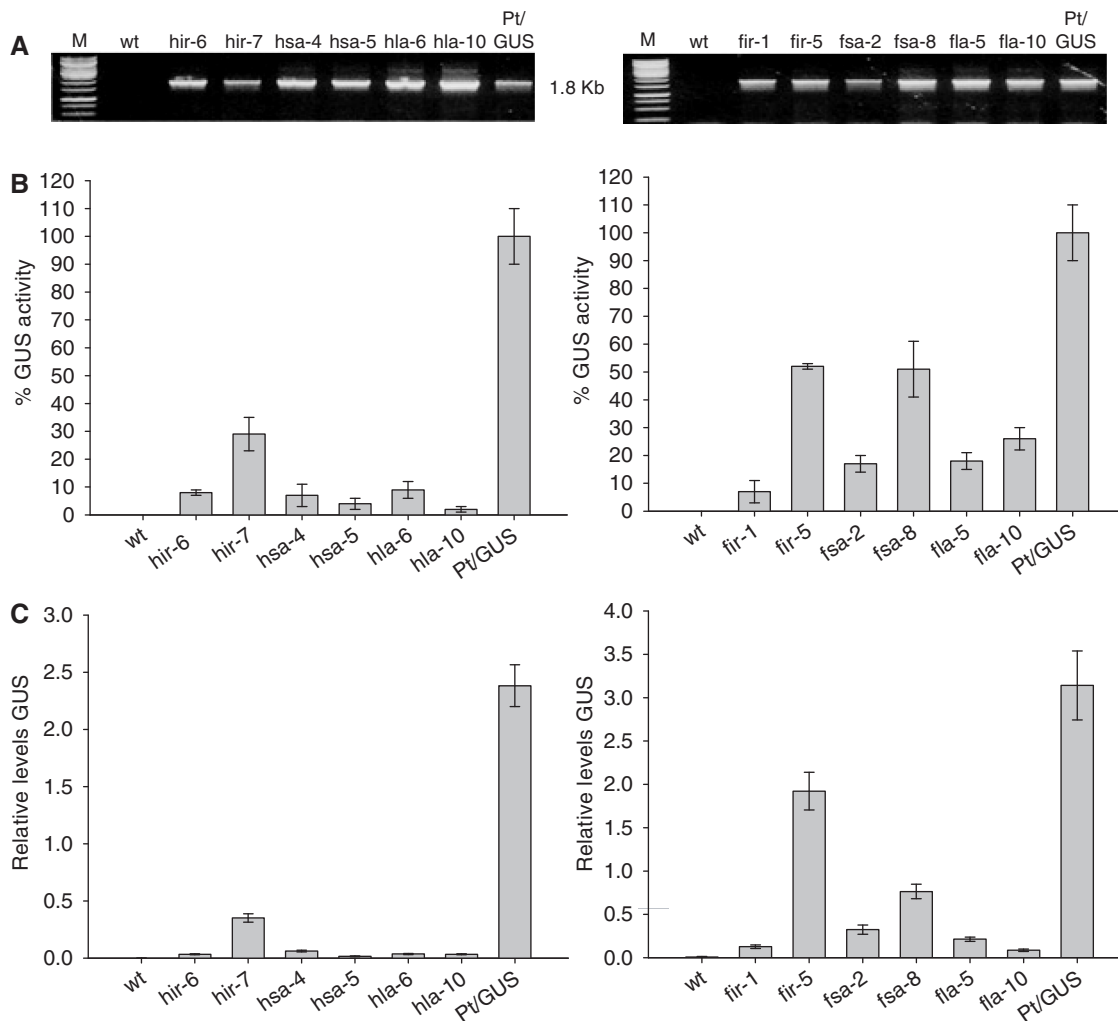 A
M wt hir-6 hir-7 hsa-4 hsa-5 hla-6 hla-10 Pt/
GUS
1.8 Kb
M wt fir-1 fir-5 fsa-2 fsa-8 fla-5 fla-10 Pt/
GUS
B
% GUS activity
120
110
100
90
80
70
60
50
40
30
20
10
0
wt hir-6 hir-7 hsa-4 hsa-5 hla-6 hla-10 Pt/GUS
% GUS activity
120
110
100
90
80
70
60
50
40
30
20
10
0
wt fir-1 fir-5 fsa-2 fsa-8 fla-5 fla-10 Pt/GUS
C
Relative levels GUS
3.0
2.5
2.0
1.5
1.0
0.5
0.0
wt hir-6 hir-7 hsa-4 hsa-5 hla-6 hla-10 Pt/GUS
Relative levels GUS
4.0
3.5
3.0
2.5
2.0
1.5
1.0
0.5
0.0
wt fir-1 fir-5 fsa-2 fsa-8 fla-5 fla-10 Pt/GUS